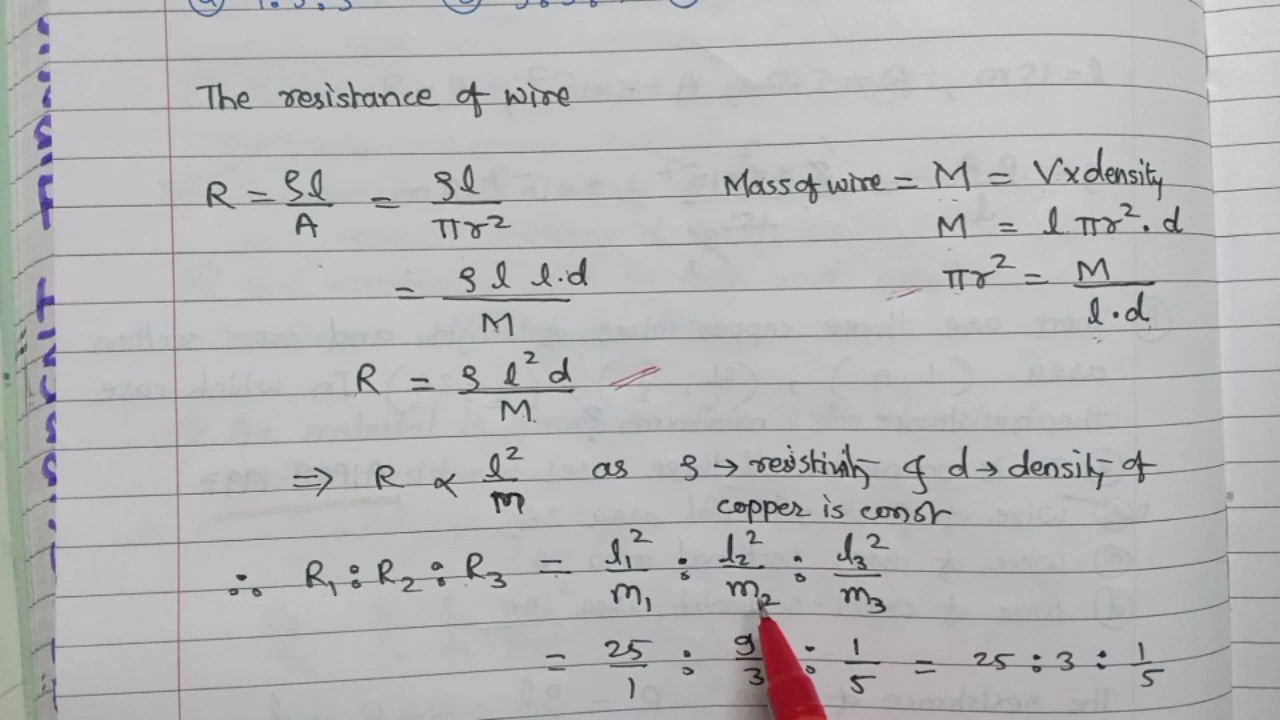 The resistance of wire
R = ρl/A = ρl/πr²
= ρ l l.d/M
R = ρ l² d/M
Mass of wire = M = V x density
M = l πr². d
πr² = M/l.d
⇒ R ∝ l²/m as ρ → resistivity & d → density of
copper is const
∴ R₁ : R₂ : R₃ = l₁²/m₁ : l₂²/m₂ : l₃²/m₃
= 25/1 : 9/3 : 1/5 = 25 : 3 : 1/5